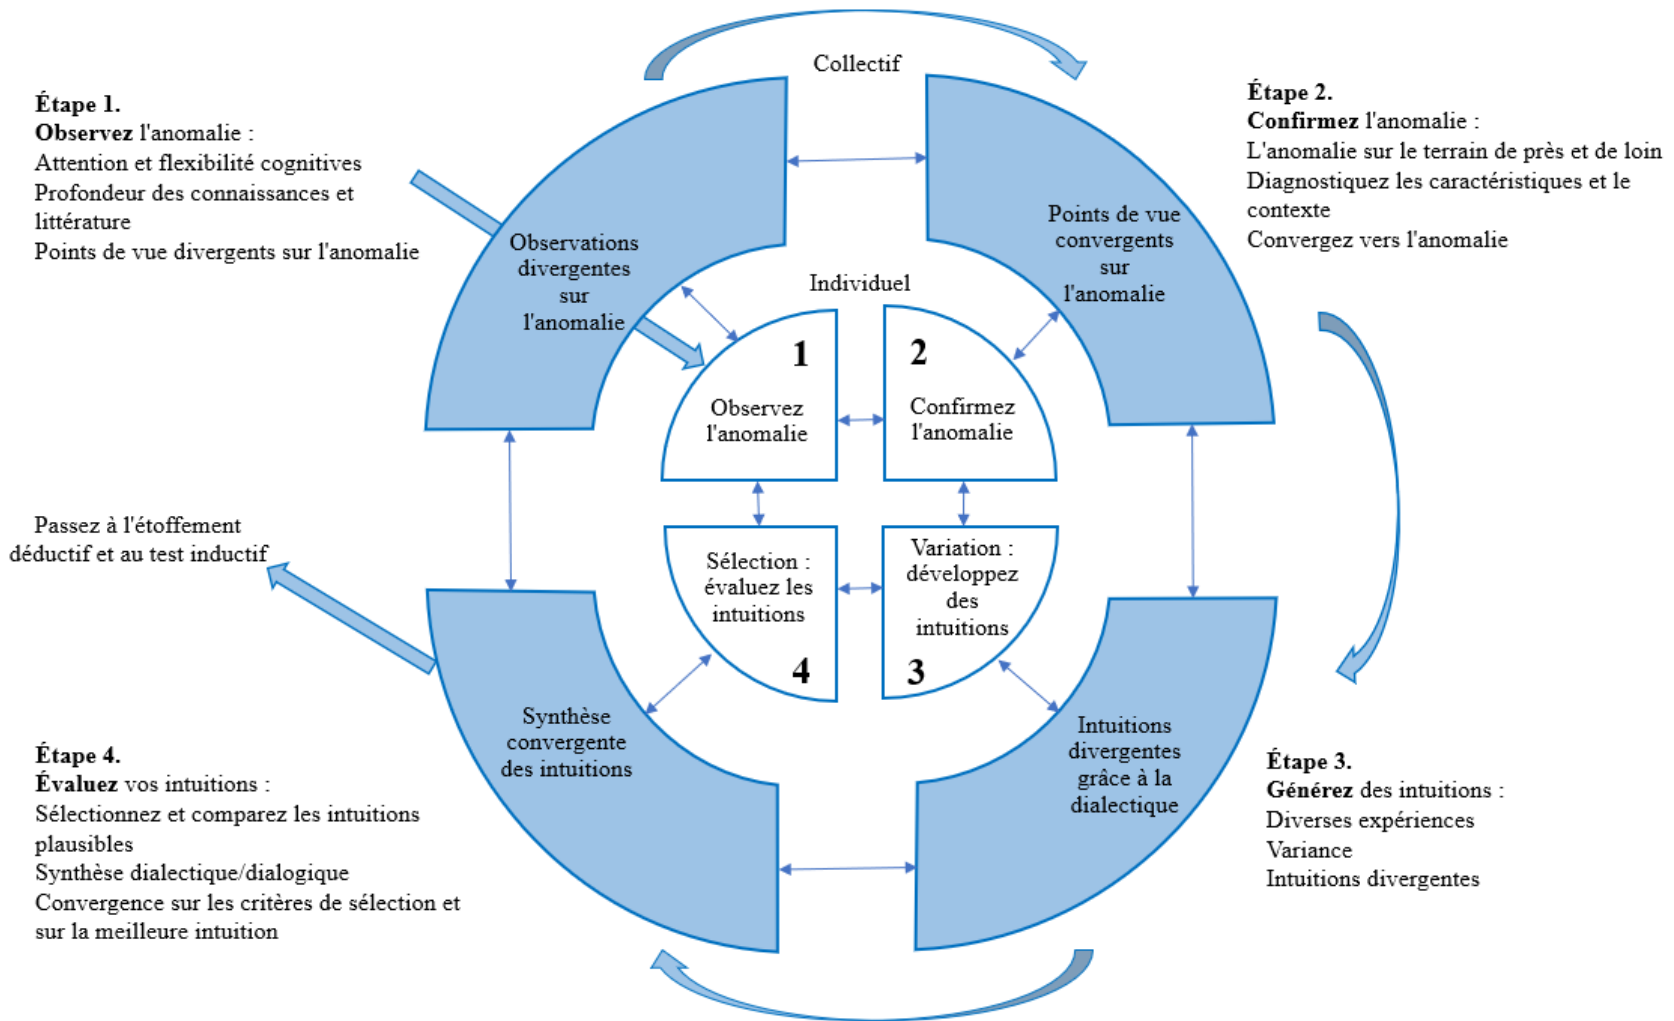 Collectif
Étape 1.
Observez l'anomalie :
Attention et flexibilité cognitives
Profondeur des connaissances et
littérature
Points de vue divergents sur l'anomalie
Étape 2.
Confirmez l'anomalie :
L'anomalie sur le terrain de près et de loin
Diagnostiquez les caractéristiques et le
contexte
Convergez vers l'anomalie
Observations
divergentes
sur
l'anomalie
Points de vue
convergents
sur
l'anomalie
Individuel
1
Observez
l'anomalie
2
Confirmez
l'anomalie
Passez à l'étoffement
déductif et au test inductif
Sélection :
évaluez les
intuitions
4
Variation :
développez
des
intuitions
3
Synthèse
convergente
des intuitions
Intuitions
divergentes
grâce à la
dialectique
Étape 4.
Évaluez vos intuitions :
Sélectionnez et comparez les intuitions
plausibles
Synthèse dialectique/dialogique
Convergence sur les critères de sélection et
sur la meilleure intuition
Étape 3.
Générez des intuitions :
Diverses expériences
Variance
Intuitions divergentes